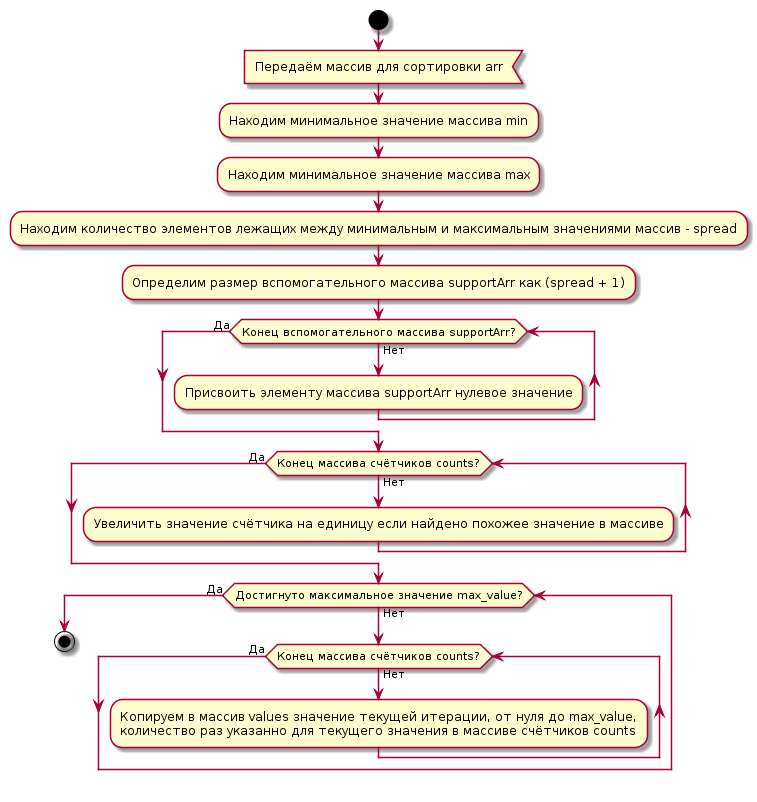 Передаём массив для сортировки arr
Находим минимальное значение массива min
Находим минимальное значение массива max
Находим количество элементов лежащих между минимальным и максимальным значениями массив - spread
Определим размер вспомогательного массива supportArr как (spread + 1)
Да
Конец вспомогательного массива supportArr?
Нет
Присвоить элементу массива supportArr нулевое значение
Да
Конец массива счётчиков counts?
Нет
Увеличить значение счётчика на единицу если найдено похожее значение в массиве
Да
Достигнуто максимальное значение max_value?
Нет
Да
Конец массива счётчиков counts?
Нет
Копируем в массив values значение текущей итерации, от нуля до max_value,
количество раз указанно для текущего значения в массиве счётчиков counts